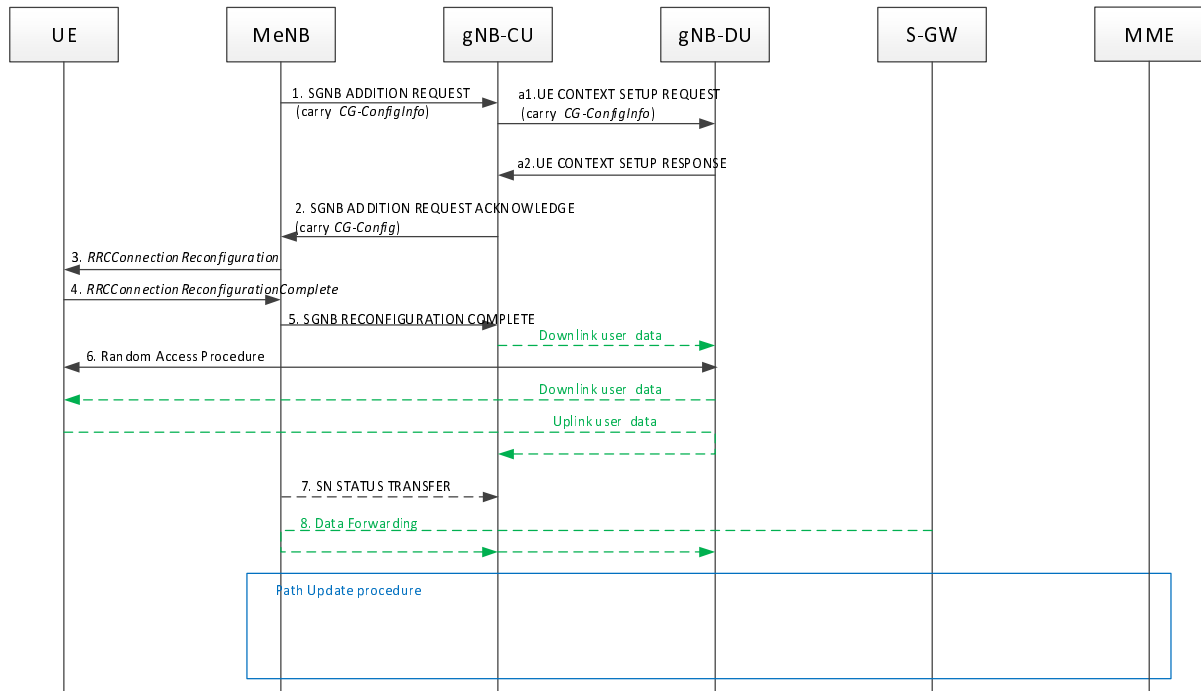 UE
MeNB
gNB-CU
gNB-DU
S-GW
MME
1. SGNB ADDITION REQUEST
(carry CG-ConfigInfo)
a1.UE CONTEXT SETUP REQUEST
(carry CG-ConfigInfo)
a2.UE CONTEXT SETUP RESPONSE
2. SGNB ADDITION REQUEST ACKNOWLEDGE
(carry CG-Config)
3. RRCConnectionReconfiguration
4. RRCConnectionReconfigurationComplete
5. SGNB RECONFIGURATION COMPLETE
Downlink user data
6. Random Access Procedure
Downlink user data
Uplink user data
7. SN STATUS TRANSFER
8. Data Forwarding
Path Update procedure